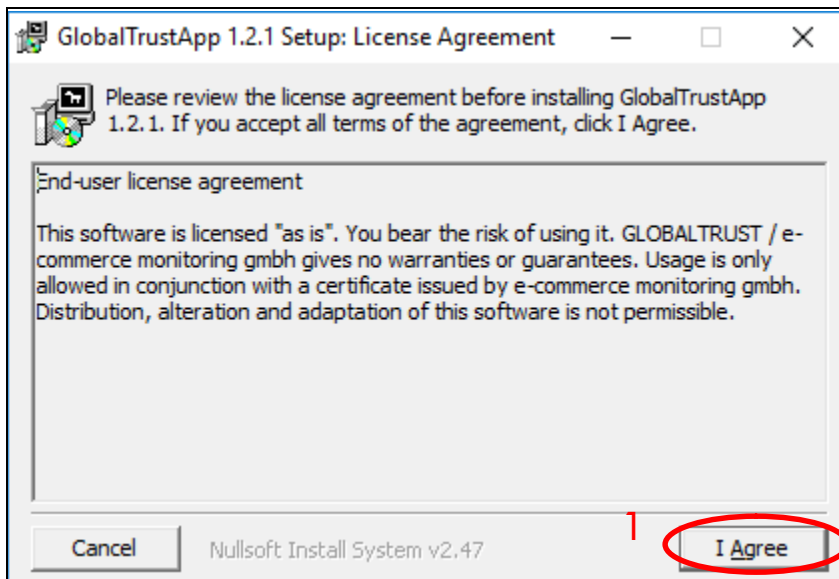 GlobalTrustApp 1.2.1 Setup: License Agreement
Please review the license agreement before installing GlobalTrustApp
1.2.1. If you accept all terms of the agreement, click I Agree.
End-user license agreement
This software is licensed "as is". You bear the risk of using it. GLOBALTRUST / e-
commerce monitoring gmbh gives no warranties or guarantees. Usage is only
allowed in conjunction with a certificate issued by e-commerce monitoring gmbh.
Distribution, alteration and adaptation of this software is not permissible.
Cancel
Nullsoft Install System v2.47
1
I Agree